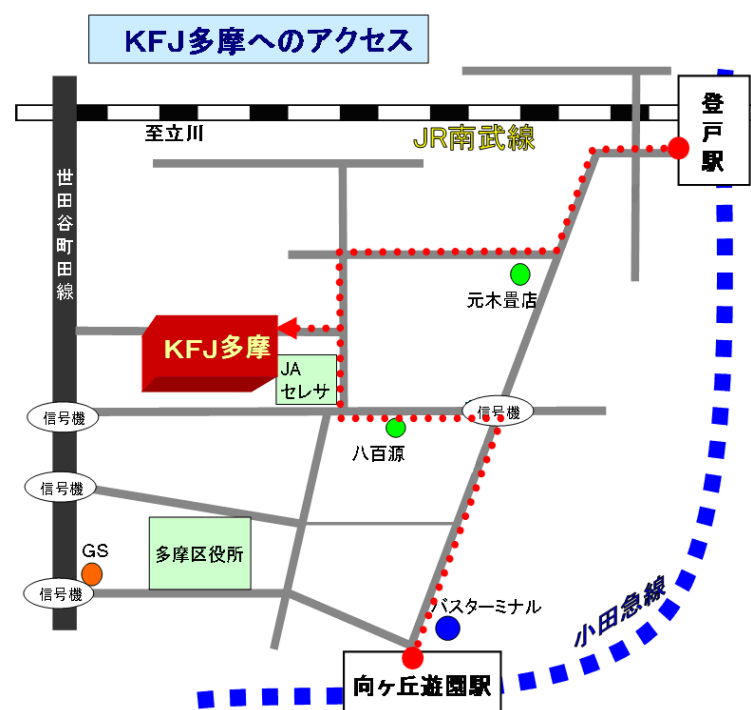 KFJ多摩へのアクセス
登戸駅
至立川
JR南武線
世田谷町田線
元木畳店
KFJ多摩
JA
セレサ
信号機
信号機
八百源
信号機
多摩区役所
GS
信号機
バスターミナル
小田急線
向ヶ丘遊園駅